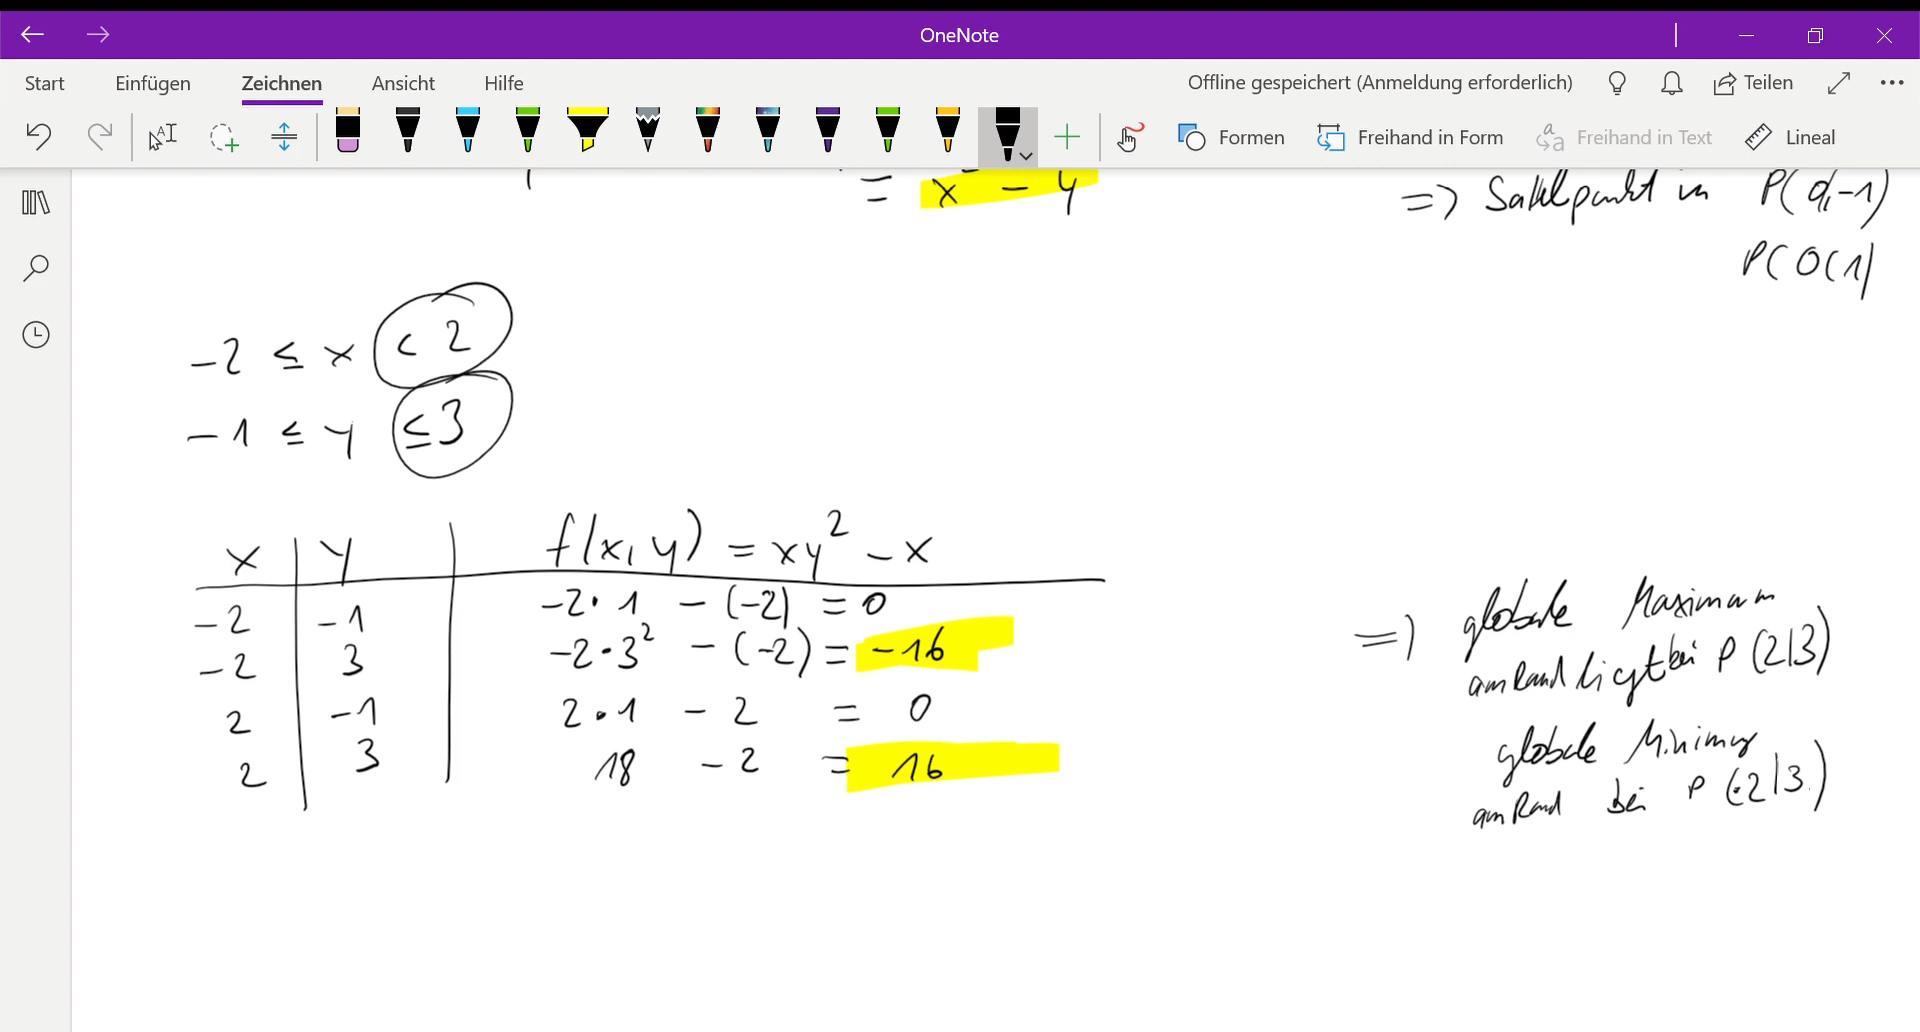 OneNote
Start Einfügen Zeichnen Ansicht Hilfe Offline gespeichert (Anmeldung erforderlich) Teilen
Formen Freihand in Form Freihand in Text Lineal
= x - y
=> Sattelpunkt in P(0,-1)
P(0(1)
-2 ≤ x < 2
-1 ≤ y ≤ 3
x y f(x,y) = xy² - x
-2 -1 -2·1 - (-2) = 0
-2 3 -2·3² - (-2) = -16
2 -1 2·1 - 2 = 0
2 3 18 - 2 = 16
=> globale Maximum
am Rand liegt bei P(2|3)
globale Minimum
am Rand bei P(-2|3)